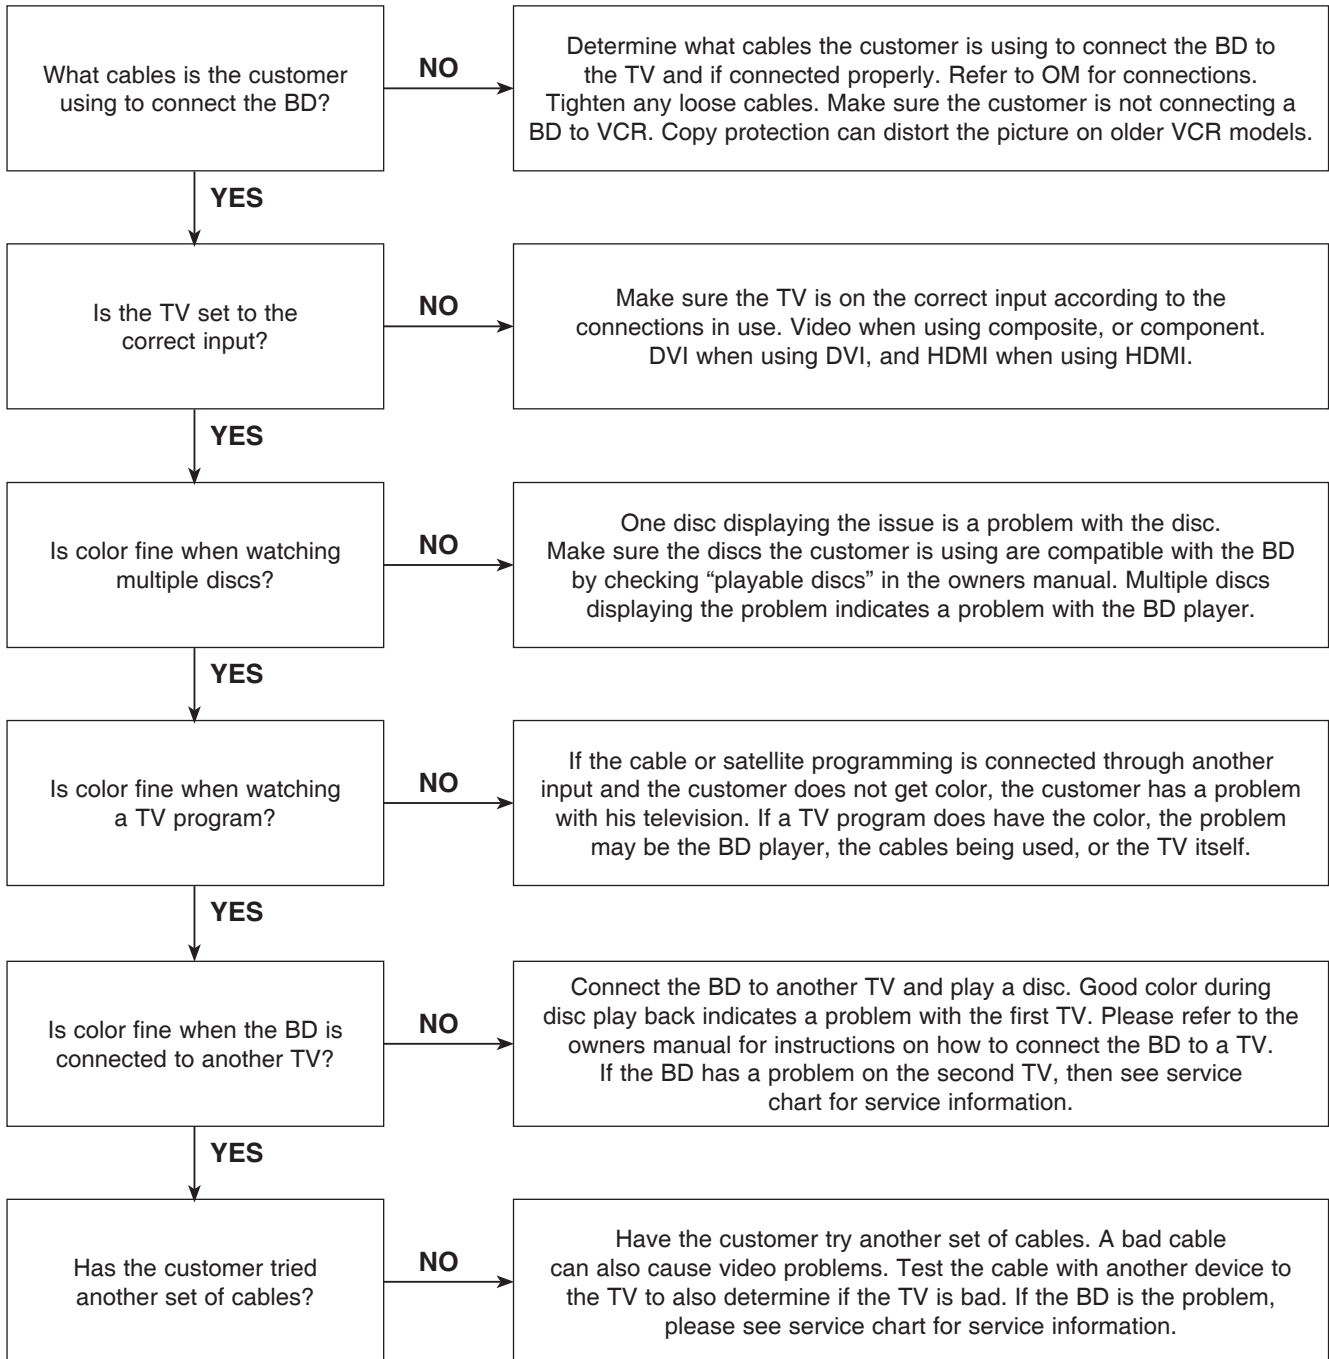 What cables is the customer
using to connect the BD?
NO
Determine what cables the customer is using to connect the BD to
the TV and if connected properly. Refer to OM for connections.
Tighten any loose cables. Make sure the customer is not connecting a
BD to VCR. Copy protection can distort the picture on older VCR models.
YES
Is the TV set to the
correct input?
NO
Make sure the TV is on the correct input according to the
connections in use. Video when using composite, or component.
DVI when using DVI, and HDMI when using HDMI.
YES
Is color fine when watching
multiple discs?
NO
One disc displaying the issue is a problem with the disc.
Make sure the discs the customer is using are compatible with the BD
by checking “playable discs” in the owners manual. Multiple discs
displaying the problem indicates a problem with the BD player.
YES
Is color fine when watching
a TV program?
NO
If the cable or satellite programming is connected through another
input and the customer does not get color, the customer has a problem
with his television. If a TV program does have the color, the problem
may be the BD player, the cables being used, or the TV itself.
YES
Is color fine when the BD is
connected to another TV?
NO
Connect the BD to another TV and play a disc. Good color during
disc play back indicates a problem with the first TV. Please refer to the
owners manual for instructions on how to connect the BD to a TV.
If the BD has a problem on the second TV, then see service
chart for service information.
YES
Has the customer tried
another set of cables?
NO
Have the customer try another set of cables. A bad cable
can also cause video problems. Test the cable with another device to
the TV to also determine if the TV is bad. If the BD is the problem,
please see service chart for service information.